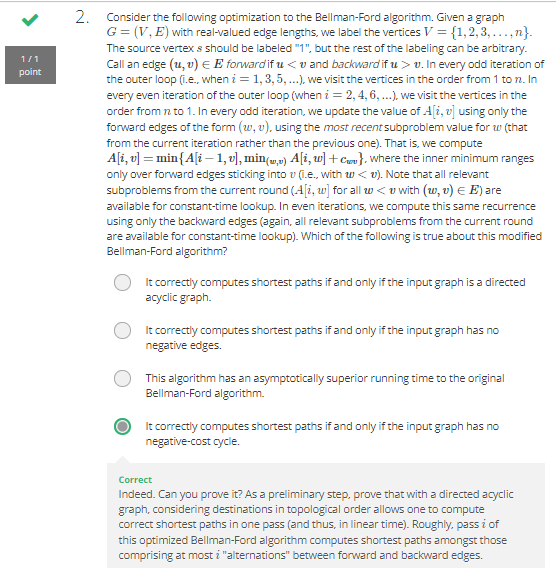 2. Consider the following optimization to the Bellman-Ford algorithm. Given a graph
G = (V, E) with real-valued edge lengths, we label the vertices V = {1, 2, 3, . . . , n}.
The source vertex s should be labeled "1", but the rest of the labeling can be arbitrary.
1 / 1
point
Call an edge (u, v) ∈ E forward if u < v and backward if u > v. In every odd iteration of
the outer loop (i.e., when i = 1, 3, 5, ...), we visit the vertices in the order from 1 to n. In
every even iteration of the outer loop (when i = 2, 4, 6, ...), we visit the vertices in the
order from n to 1. In every odd iteration, we update the value of A[i, v] using only the
forward edges of the form (w, v), using the most recent subproblem value for w (that
from the current iteration rather than the previous one). That is, we compute
A[i, v] = min{A[i − 1, v], min(w,v) A[i, w] + cwv}, where the inner minimum ranges
only over forward edges sticking into v (i.e., with w < v). Note that all relevant
subproblems from the current round (A[i, w] for all w < v with (w, v) ∈ E) are
available for constant-time lookup. In even iterations, we compute this same recurrence
using only the backward edges (again, all relevant subproblems from the current round
are available for constant-time lookup). Which of the following is true about this modified
Bellman-Ford algorithm?
It correctly computes shortest paths if and only if the input graph is a directed
acyclic graph.
It correctly computes shortest paths if and only if the input graph has no
negative edges.
This algorithm has an asymptotically superior running time to the original
Bellman-Ford algorithm.
It correctly computes shortest paths if and only if the input graph has no
negative-cost cycle.
Correct
Indeed. Can you prove it? As a preliminary step, prove that with a directed acyclic
graph, considering destinations in topological order allows one to compute
correct shortest paths in one pass (and thus, in linear time). Roughly, pass i of
this optimized Bellman-Ford algorithm computes shortest paths amongst those
comprising at most i "alternations" between forward and backward edges.